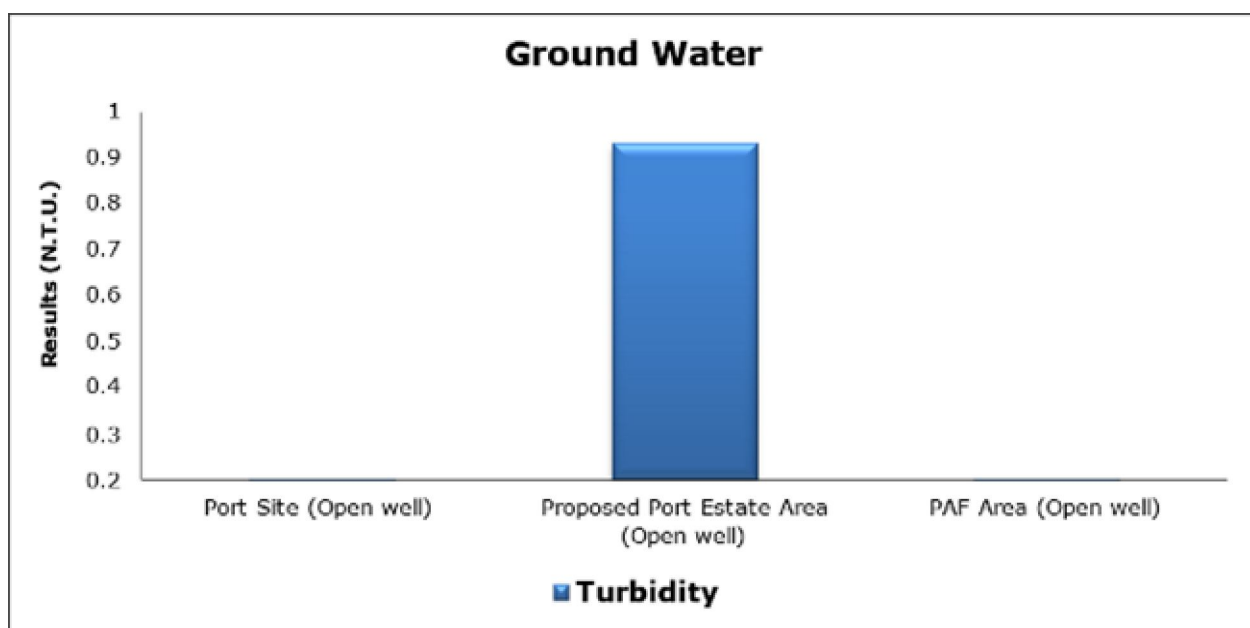 Ground Water
Results (N.T.U.)
1
0.9
0.8
0.7
0.6
0.5
0.4
0.3
0.2
Port Site (Open well)
Proposed Port Estate Area
(Open well)
PAF Area (Open well)
Turbidity